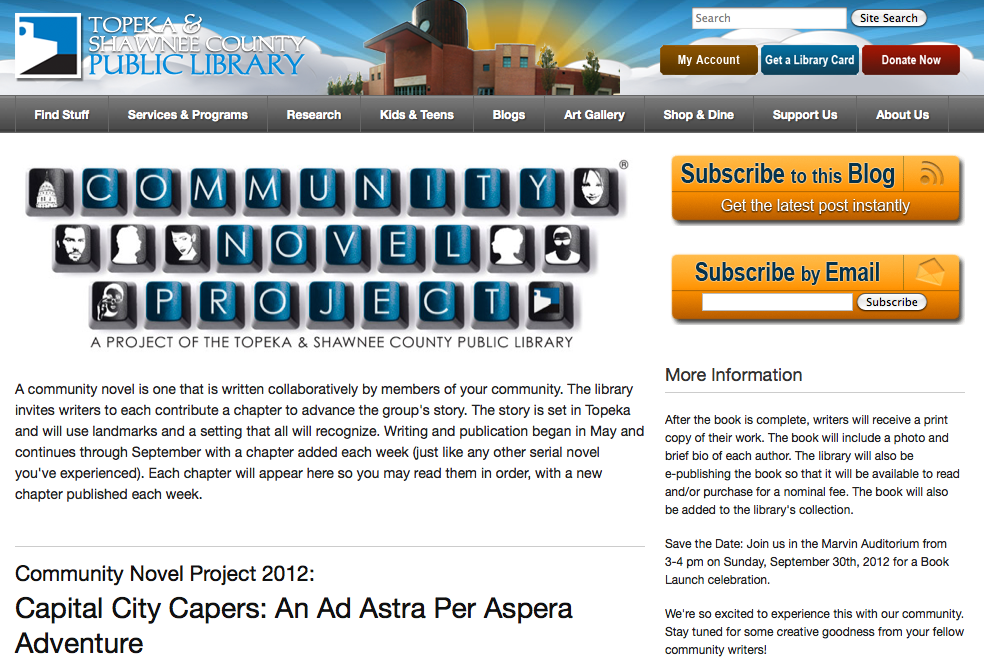 TOPEKA &
SHAWNEE COUNTY
PUBLIC LIBRARY
Search
Site Search
My Account
Get a Library Card
Donate Now
Find Stuff
Services & Programs
Research
Kids & Teens
Blogs
Art Gallery
Shop & Dine
Support Us
About Us
COMMUNITY ®
NOVEL
PROJECT
A PROJECT OF THE TOPEKA & SHAWNEE COUNTY PUBLIC LIBRARY
A community novel is one that is written collaboratively by members of your community. The library
invites writers to each contribute a chapter to advance the group's story. The story is set in Topeka
and will use landmarks and a setting that all will recognize. Writing and publication began in May and
continues through September with a chapter added each week (just like any other serial novel
you've experienced). Each chapter will appear here so you may read them in order, with a new
chapter published each week.
Community Novel Project 2012:
Capital City Capers: An Ad Astra Per Aspera
Adventure
Subscribe to this Blog
Get the latest post instantly
Subscribe by Email
Subscribe
More Information
After the book is complete, writers will receive a print
copy of their work. The book will include a photo and
brief bio of each author. The library will also be
e-publishing the book so that it will be available to read
and/or purchase for a nominal fee. The book will also
be added to the library's collection.
Save the Date: Join us in the Marvin Auditorium from
3-4 pm on Sunday, September 30th, 2012 for a Book
Launch celebration.
We're so excited to experience this with our community.
Stay tuned for some creative goodness from your fellow
community writers!